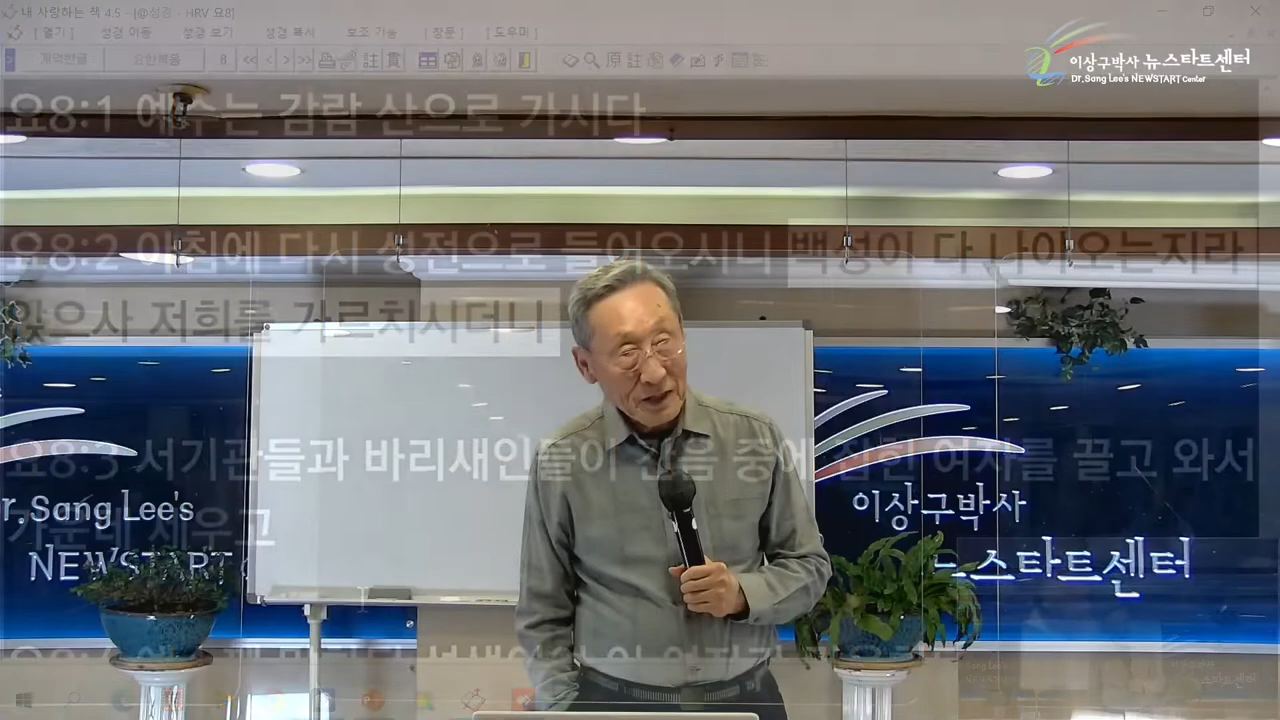 내 사랑하는 책 4.5 - [@성경 - HRV 요8]
[ 열기 ] 성경 이동 성경 보기 성경 복사 보조 기능 [ 창문 ] [ 도우미 ]
개역한글 요한복음 8
이상구박사 뉴스타트센터
Dr.Sang Lee's NEWSTART Center
요8:1 예수는 감람 산으로 가시다
요8:2 아침에 다시 성전으로 들어오시니 백성이 다 나아오는지라
앉으사 저희를 가르치시더니
요8:3 서기관들과 바리새인들이 간음 중에 잡힌 여자를 끌고 와서
가운데 세우고
r.Sang Lee's
NEWSTART
이상구박사
뉴스타트센터